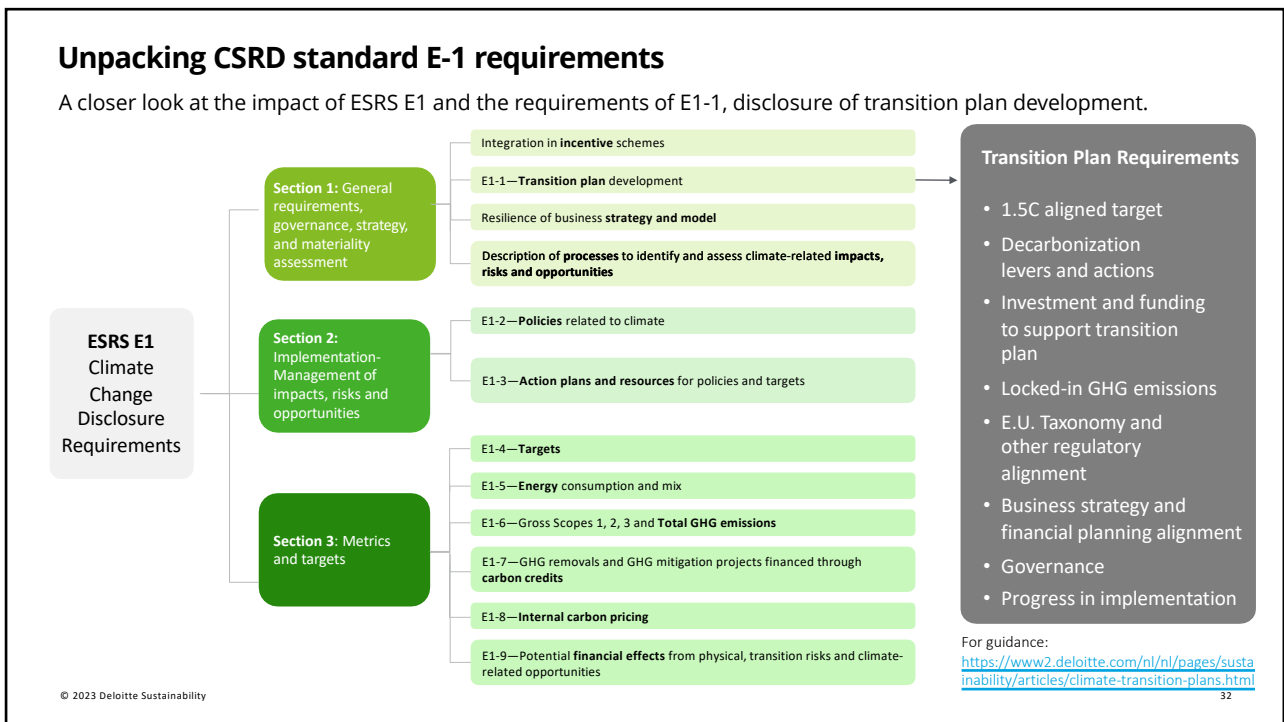 Unpacking CSRD standard E-1 requirements
A closer look at the impact of ESRS E1 and the requirements of E1-1, disclosure of transition plan development.
ESRS E1
Climate
Change
Disclosure
Requirements
Section 1: General
requirements,
governance, strategy,
and materiality
assessment
Integration in incentive schemes
E1-1—Transition plan development
Resilience of business strategy and model
Description of processes to identify and assess climate-related impacts,
risks and opportunities
Section 2:
Implementation-
Management of
impacts, risks and
opportunities
E1-2—Policies related to climate
E1-3—Action plans and resources for policies and targets
Section 3: Metrics
and targets
E1-4—Targets
E1-5—Energy consumption and mix
E1-6—Gross Scopes 1, 2, 3 and Total GHG emissions
E1-7—GHG removals and GHG mitigation projects financed through
carbon credits
E1-8—Internal carbon pricing
E1-9—Potential financial effects from physical, transition risks and climate-
related opportunities
Transition Plan Requirements
• 1.5C aligned target
• Decarbonization
levers and actions
• Investment and funding
to support transition
plan
• Locked-in GHG emissions
• E.U. Taxonomy and
other regulatory
alignment
• Business strategy and
financial planning alignment
• Governance
• Progress in implementation
For guidance:
https://www2.deloitte.com/nl/nl/pages/susta
inability/articles/climate-transition-plans.html
© 2023 Deloitte Sustainability
32